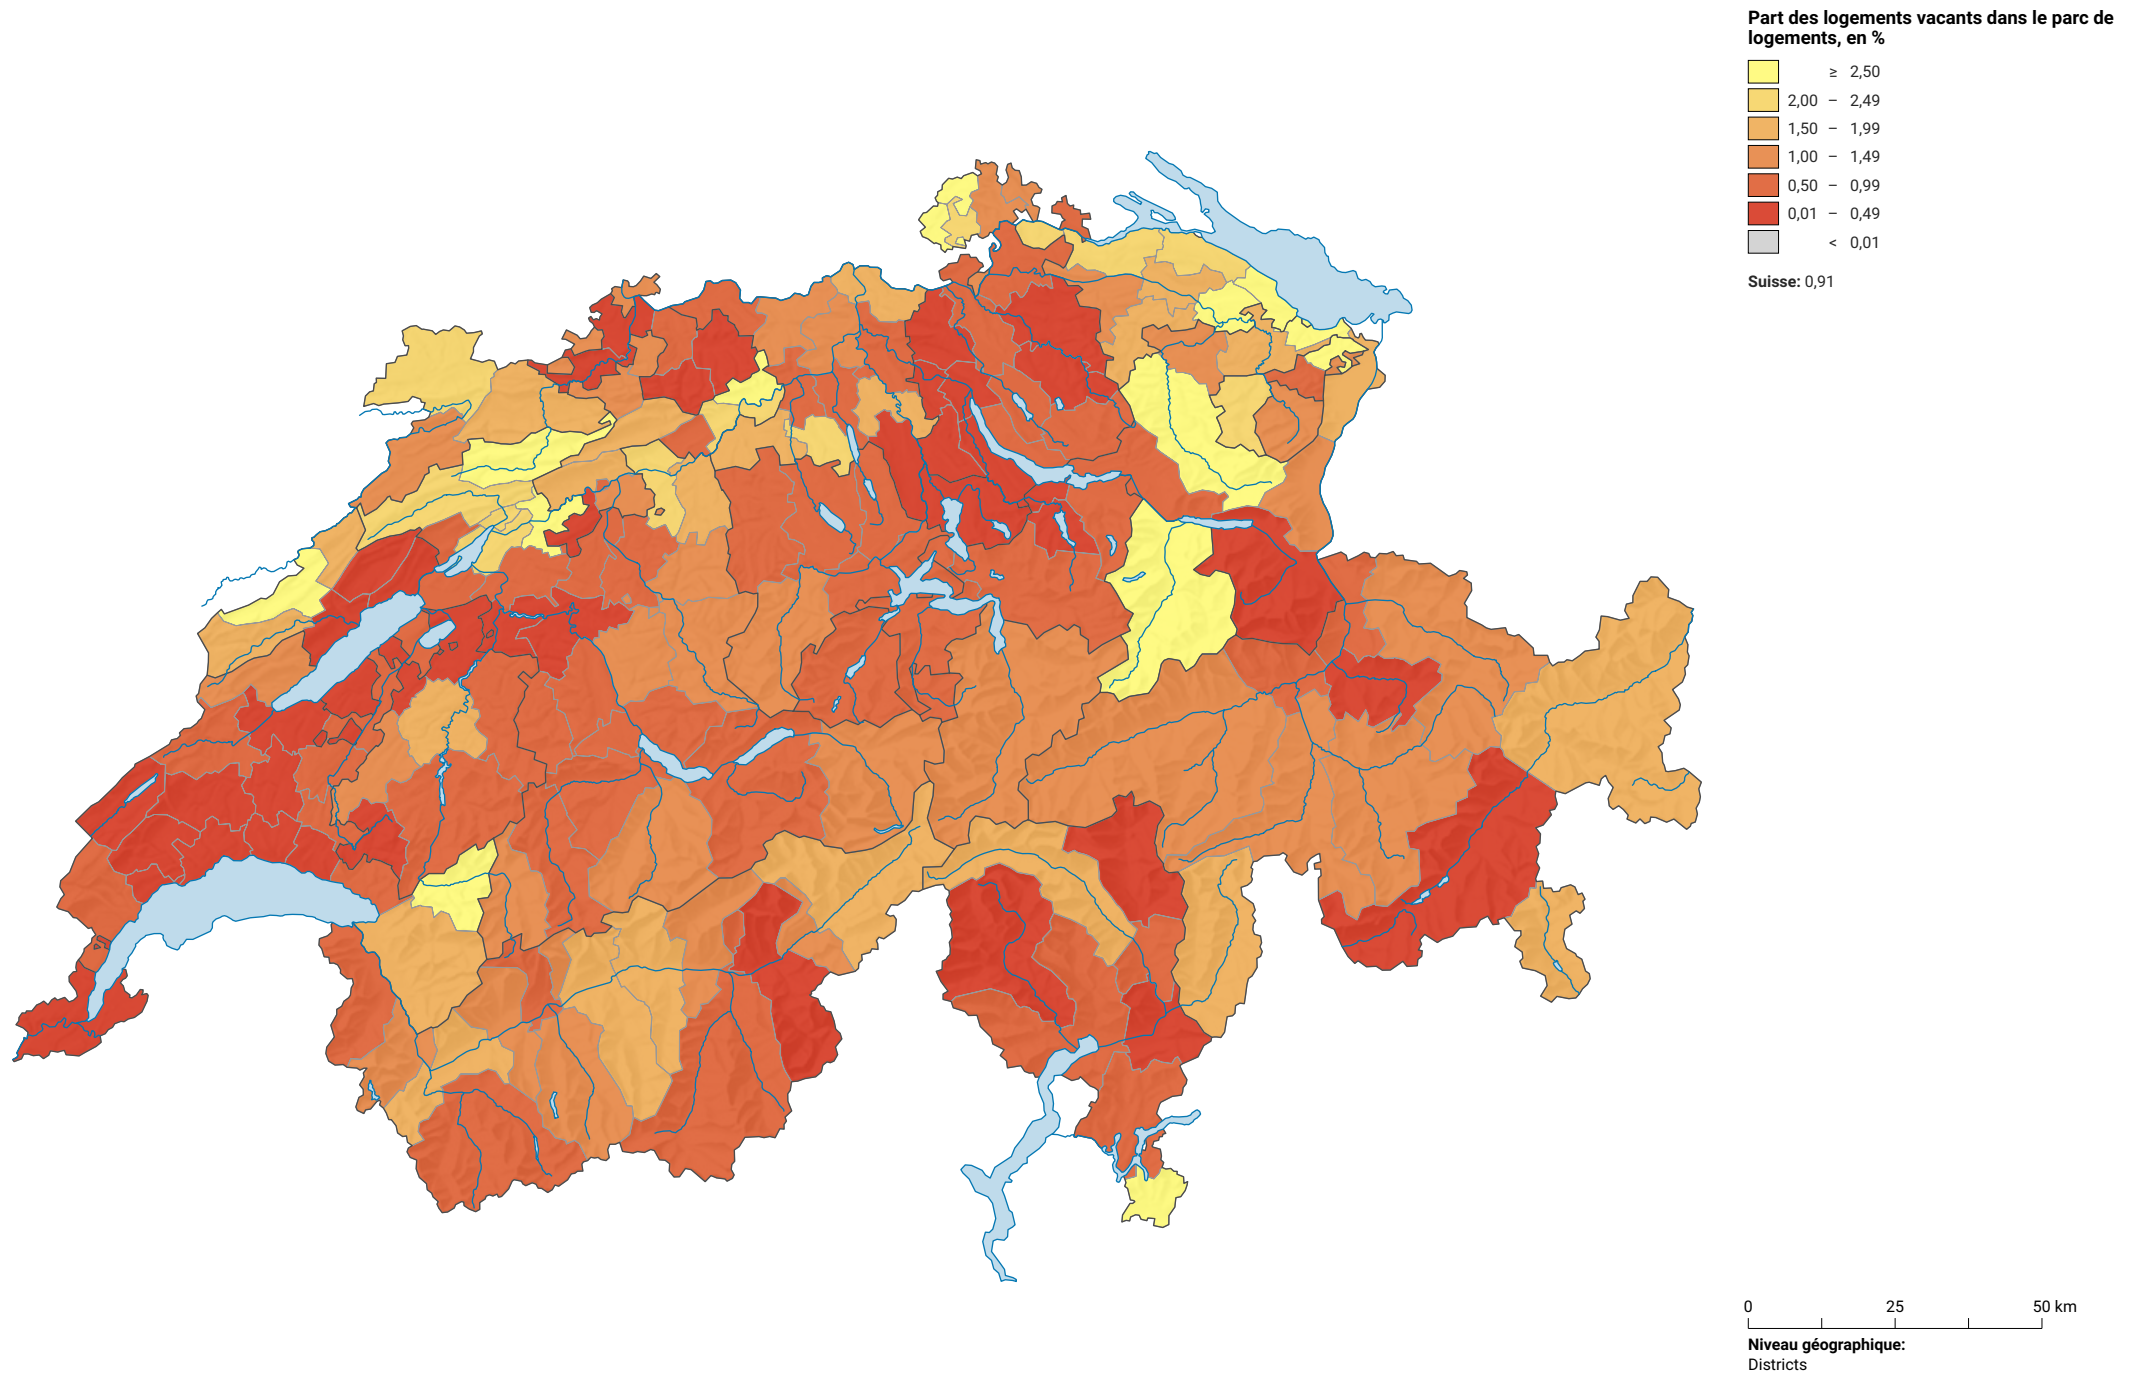 Part des logements vacants dans le parc de
logements, en %
≥ 2,50
2,00 – 2,49
1,50 – 1,99
1,00 – 1,49
0,50 – 0,99
0,01 – 0,49
< 0,01
Suisse: 0,91
0 25 50 km
Niveau géographique:
Districts